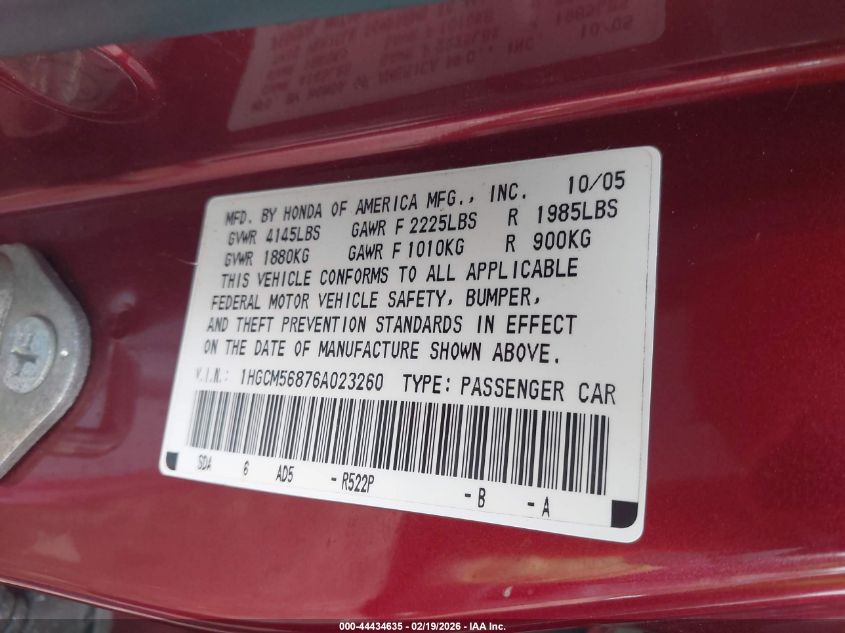 MFD. BY HONDA OF AMERICA MFG., INC. 10/05
GVWR 4145LBS GAWR F 2225LBS R 1985LBS
GVWR 1880KG GAWR F 1010KG R 900KG
THIS VEHICLE CONFORMS TO ALL APPLICABLE
FEDERAL MOTOR VEHICLE SAFETY, BUMPER,
AND THEFT PREVENTION STANDARDS IN EFFECT
ON THE DATE OF MANUFACTURE SHOWN ABOVE.
V.I.N.: 1HGCM56876A023260 TYPE: PASSENGER CAR
SDA 6 AD5 -R522P -B -A
000-44434635 - 02/19/2026 - IAA Inc.